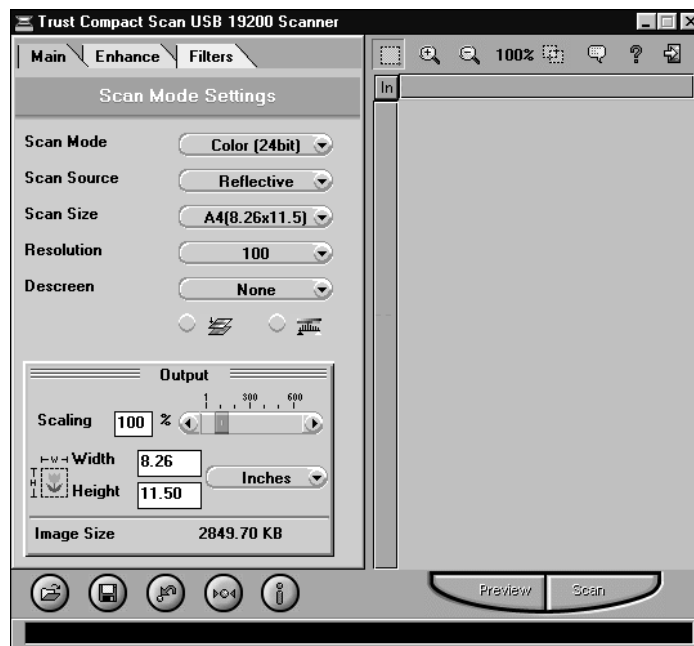 Trust Compact Scan USB 19200 Scanner
Main Enhance Filters
100% ?
In
Scan Mode Settings
Scan Mode Color (24bit)
Scan Source Reflective
Scan Size A4(8.26x11.5)
Resolution 100
Descreen None
Output
1 300 600
Scaling 100 %
W Width 8.26
Inches
H Height 11.50
Image Size 2849.70 KB
Preview Scan